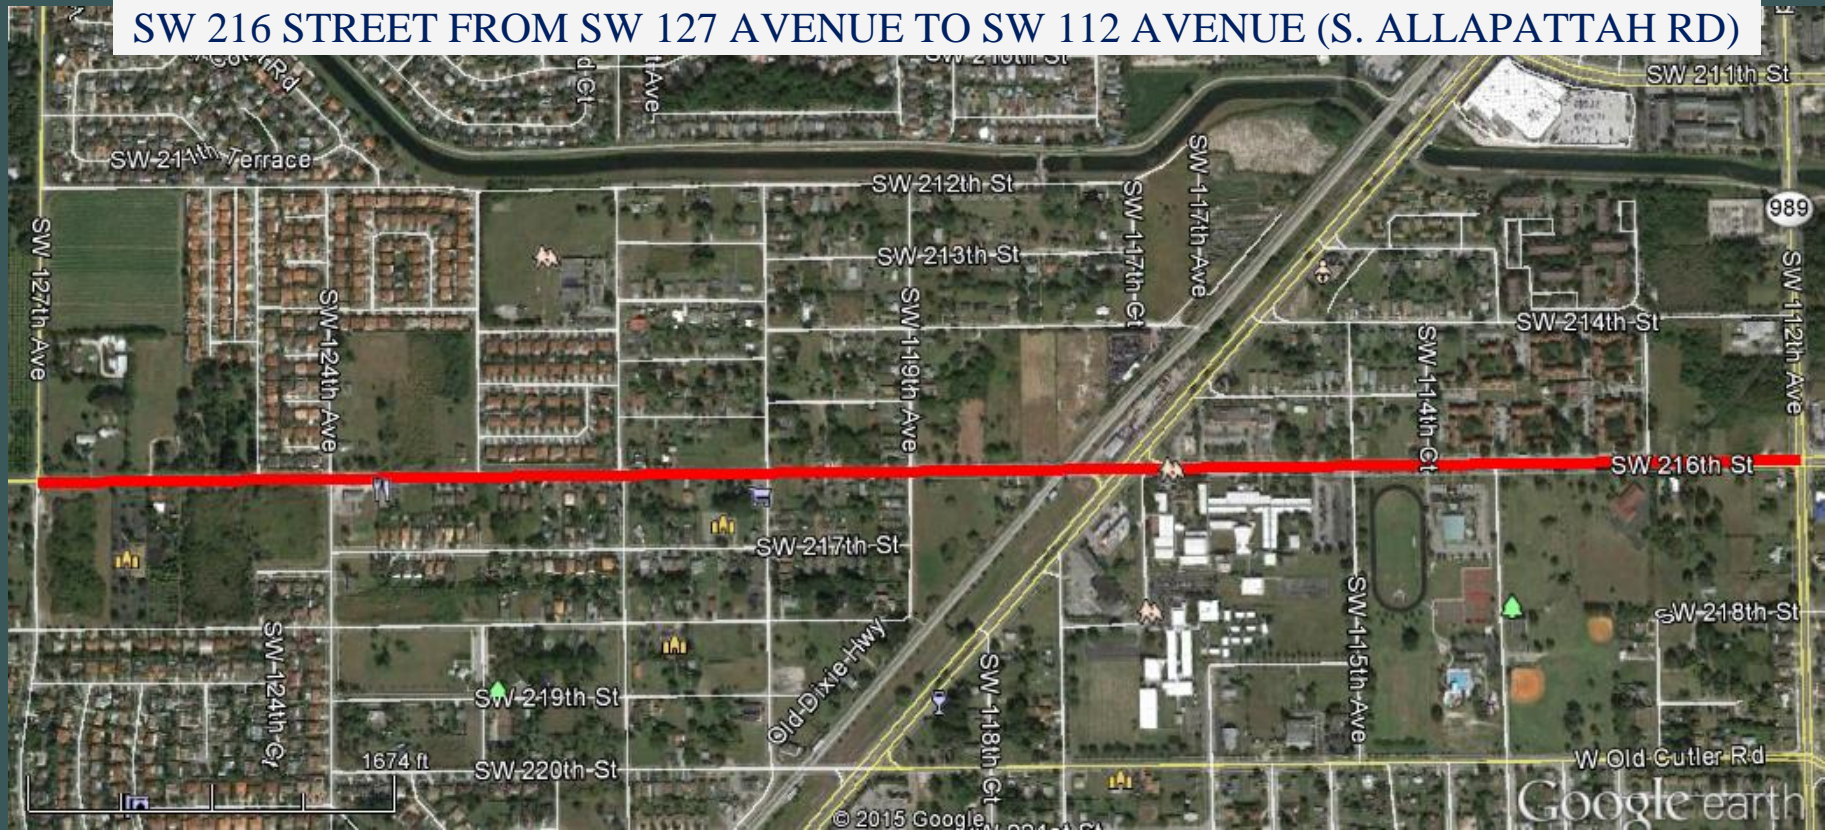 SW 216 STREET FROM SW 127 AVENUE TO SW 112 AVENUE (S. ALLAPATTAH RD)
SW 211th St
SW 211th Terrace
SW 212th St
SW 117th Ave
SW 117th Ct
989
SW 127th Ave
SW 213th St
SW 112th Ave
SW 124th Ave
SW 119th Ave
SW 214th St
SW 114th Ct
SW 216th St
SW 217th St
SW 115th Ave
SW 218th St
Old Dixie Hwy
SW 124th Cy
SW 219th St
SW 118th Ct
1674 ft
SW 220th St
W Old Cutler Rd
© 2015 Google
Google earth